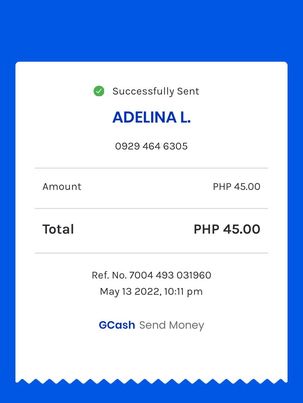 Successfully Sent
ADELINA L.
0929 464 6305
Amount PHP 45.00
Total PHP 45.00
Ref. No. 7004 493 031960
May 13 2022, 10:11 pm
GCash Send Money